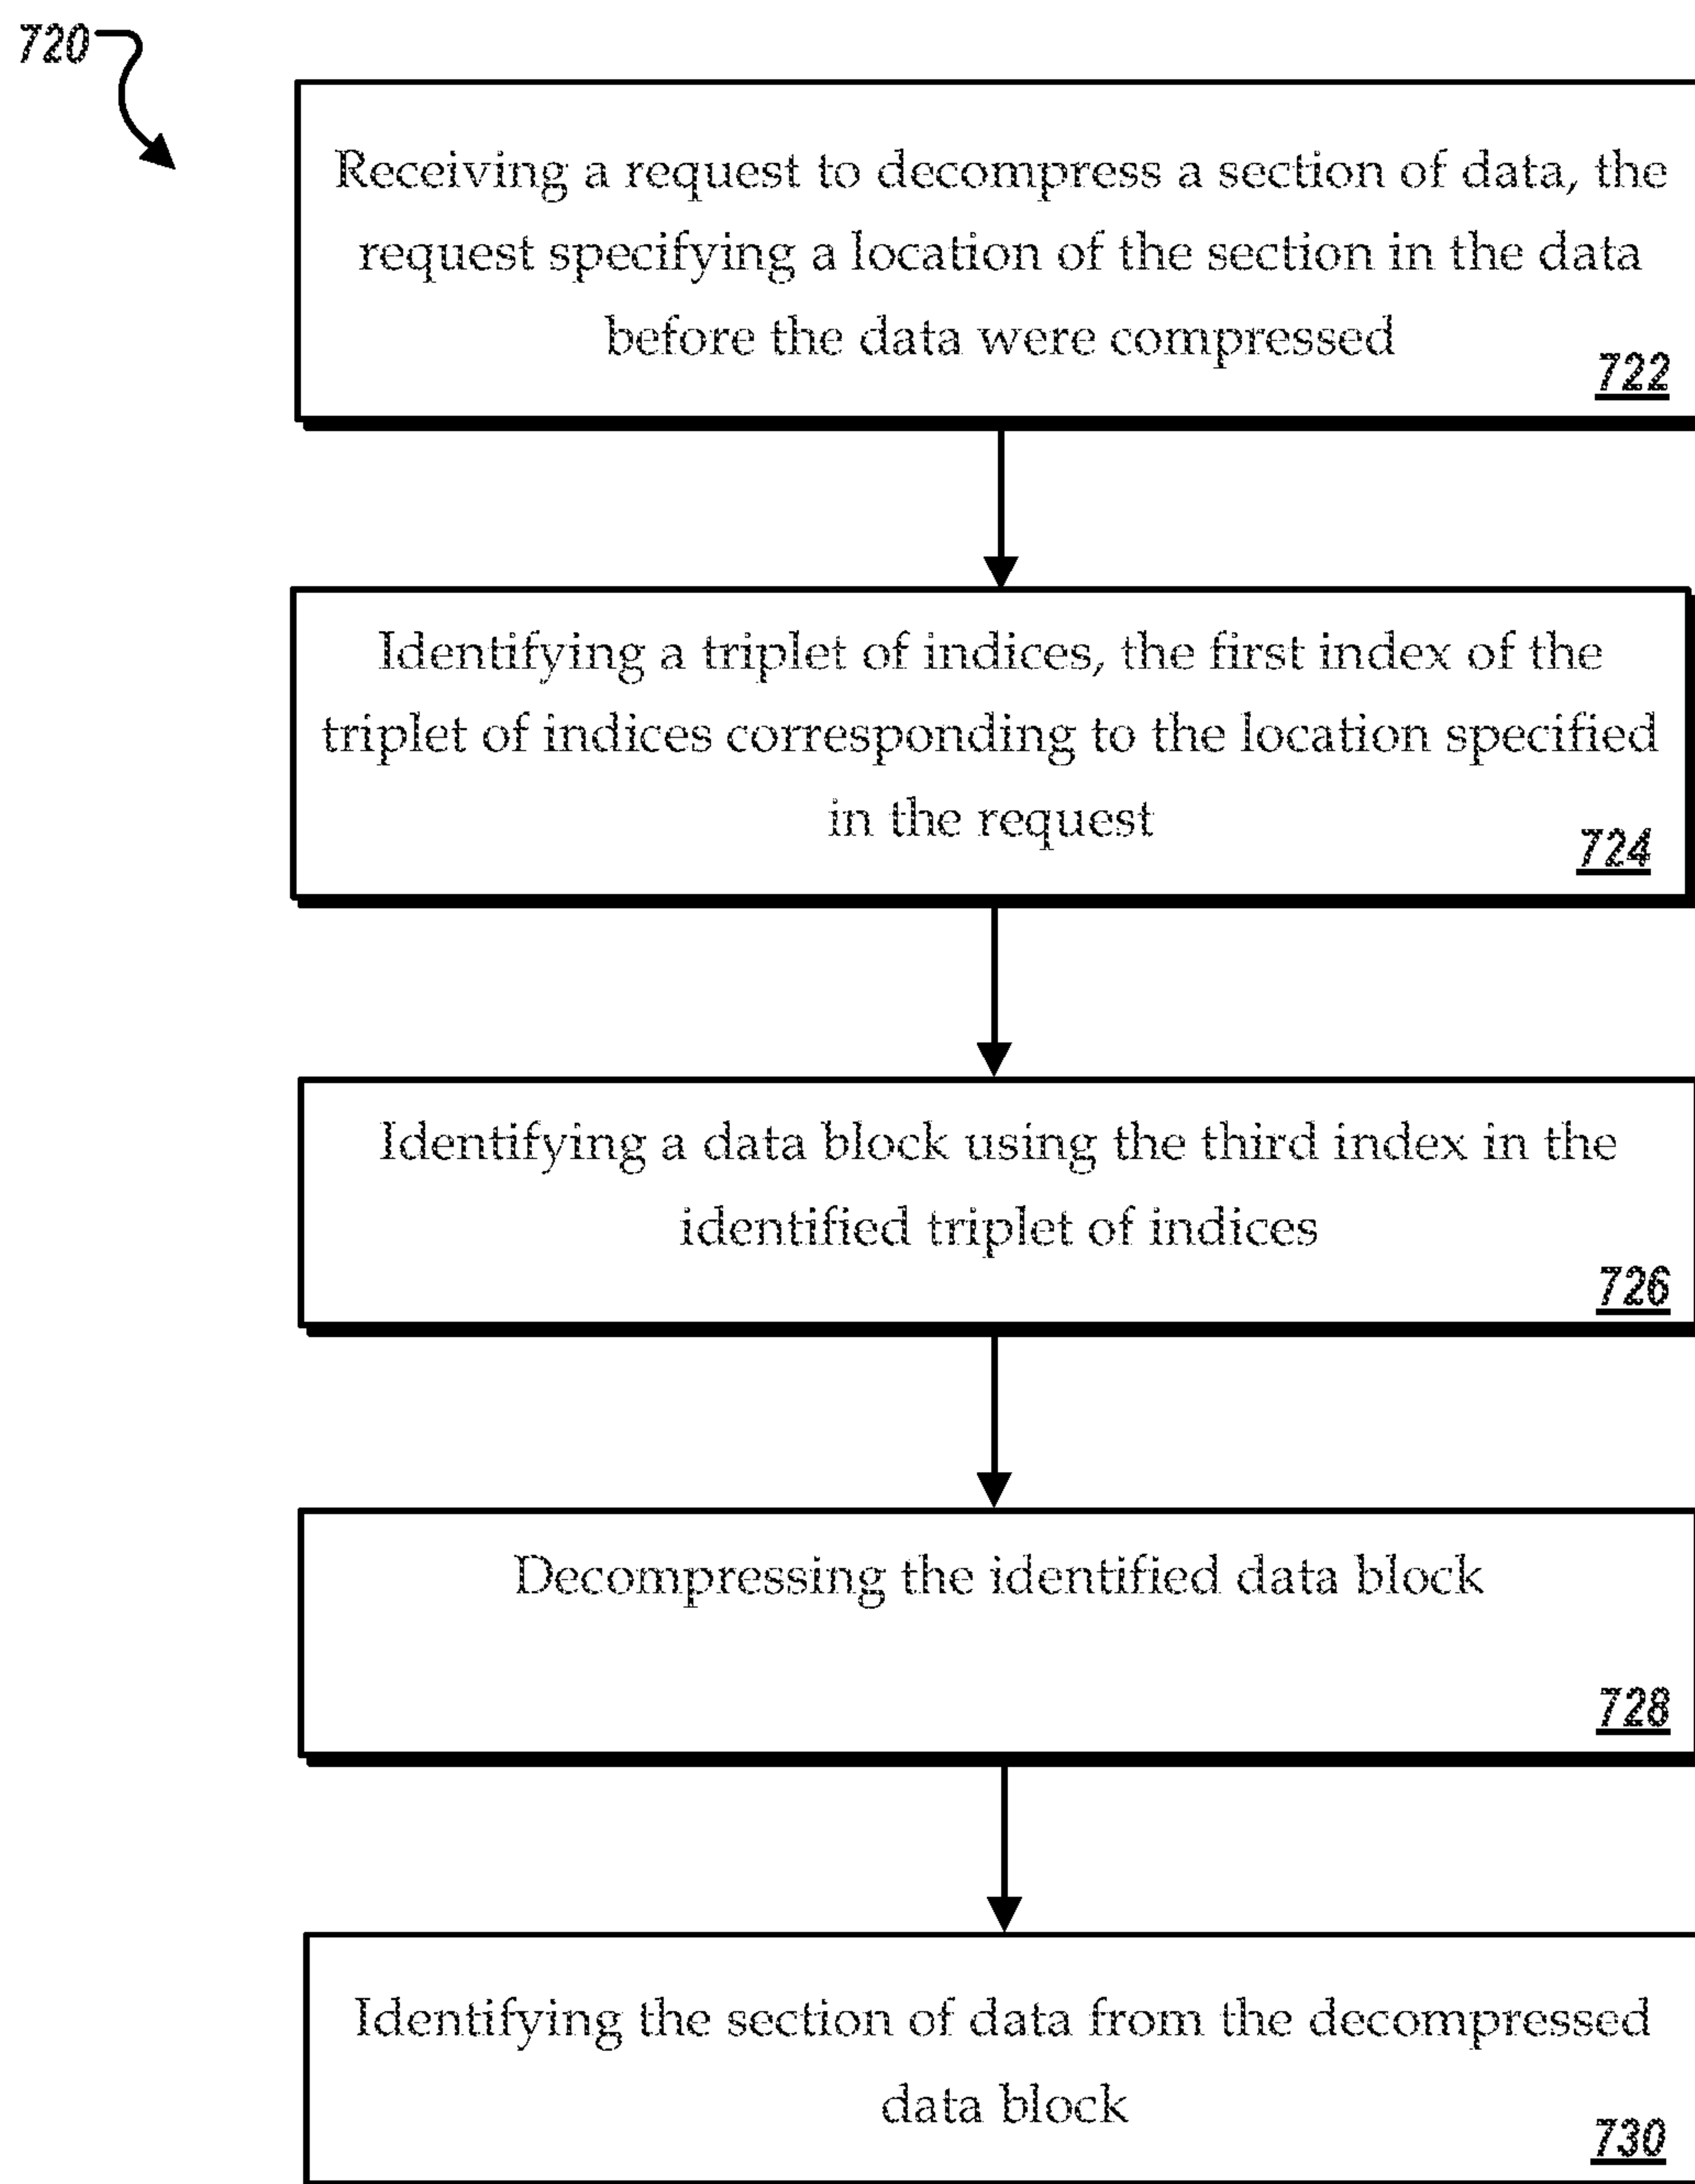 720
Receiving a request to decompress a section of data, the
request specifying a location of the section in the data
before the data were compressed
722
Identifying a triplet of indices, the first index of the
triplet of indices corresponding to the location specified
in the request
724
Identifying a data block using the third index in the
identified triplet of indices
726
Decompressing the identified data block
728
Identifying the section of data from the decompressed
data block
730